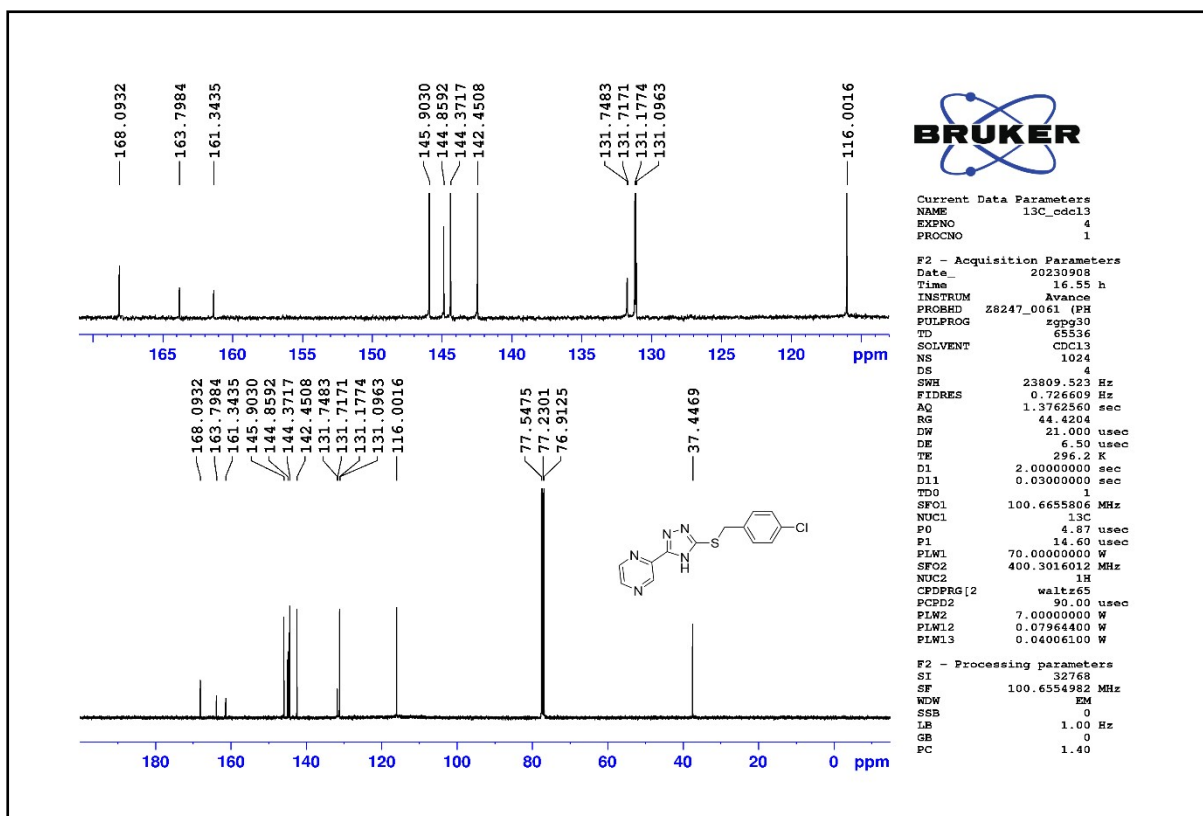 168.0932
163.7984
161.3435
145.9030
144.8592
144.3717
142.4508
131.7483
131.7171
131.1774
131.0963
116.0016
165 160 155 150 145 140 135 130 125 120 ppm
168.0932
163.7984
161.3435
145.9030
144.8592
144.3717
142.4508
131.7483
131.7171
131.1774
131.0963
116.0016
77.5475
77.2301
76.9125
37.4469
N N
N
H
S
Cl
N
N
180 160 140 120 100 80 60 40 20 0 ppm
BRUKER
Current Data Parameters
NAME 13C_cdcl3
EXPNO 4
PROCNO 1
F2 - Acquisition Parameters
Date_ 20230908
Time 16.55 h
INSTRUM Avance
PROBHD Z8247_0061 (PH
PULPROG zgpg30
TD 65536
SOLVENT CDCl3
NS 1024
DS 4
SWH 23809.523 Hz
FIDRES 0.726609 Hz
AQ 1.3762560 sec
RG 44.4204
DW 21.000 usec
DE 6.50 usec
TE 296.2 K
D1 2.00000000 sec
D11 0.03000000 sec
TD0 1
SFO1 100.6655806 MHz
NUC1 13C
P0 4.87 usec
P1 14.60 usec
PLW1 70.00000000 W
SFO2 400.3016012 MHz
NUC2 1H
CPDPRG[2 waltz65
PCPD2 90.00 usec
PLW2 7.00000000 W
PLW12 0.07964400 W
PLW13 0.04006100 W
F2 - Processing parameters
SI 32768
SF 100.6554982 MHz
WDW EM
SSB 0
LB 1.00 Hz
GB 0
PC 1.40